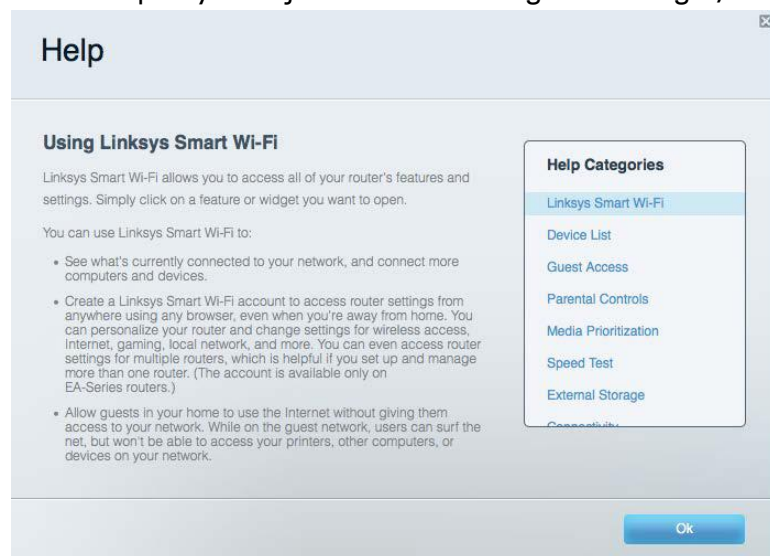 Help
Using Linksys Smart Wi-Fi
Linksys Smart Wi-Fi allows you to access all of your router's features and
settings. Simply click on a feature or widget you want to open.
You can use Linksys Smart Wi-Fi to:
• See what's currently connected to your network, and connect more
computers and devices.
• Create a Linksys Smart Wi-Fi account to access router settings from
anywhere using any browser, even when you're away from home. You
can personalize your router and change settings for wireless access,
Internet, gaming, local network, and more. You can even access router
settings for multiple routers, which is helpful if you set up and manage
more than one router. (The account is available only on
EA-Series routers.)
• Allow guests in your home to use the Internet without giving them
access to your network. While on the guest network, users can surf the
net, but won't be able to access your printers, other computers, or
devices on your network.
Help Categories
Linksys Smart Wi-Fi
Device List
Guest Access
Parental Controls
Media Prioritization
Speed Test
External Storage
Connectivity
Ok